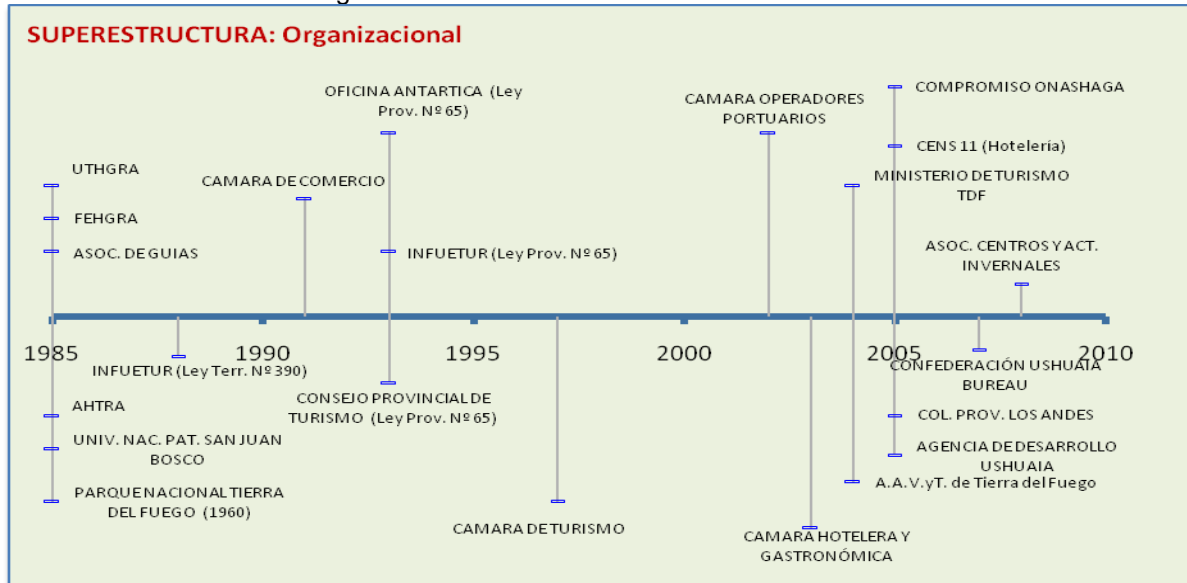 SUPERESTRUCTURA: Organizacional
COMPROMISO ONASHAGA
OFICINA ANTARTICA (Ley
Prov. Nº 65)
CAMARA OPERADORES
PORTUARIOS
CENS 11 (Hotelería)
UTHGRA
CAMARA DE COMERCIO
MINISTERIO DE TURISMO
TDF
FEHGRA
ASOC. DE GUIAS
INFUETUR (Ley Prov. Nº 65)
ASOC. CENTROS Y ACT.
INVERNALES
1985 1990 1995 2000 2005 2010
INFUETUR (Ley Terr. Nº 390)
CONFEDERACIÓN USHUAIA
BUREAU
AHTRA
CONSEJO PROVINCIAL DE
TURISMO (Ley Prov. Nº 65)
COL. PROV. LOS ANDES
UNIV. NAC. PAT. SAN JUAN
BOSCO
AGENCIA DE DESARROLLO
USHUAIA
A.A.V.yT. de Tierra del Fuego
PARQUE NACIONAL TIERRA
DEL FUEGO (1960)
CAMARA DE TURISMO
CAMARA HOTELERA Y
GASTRONÓMICA